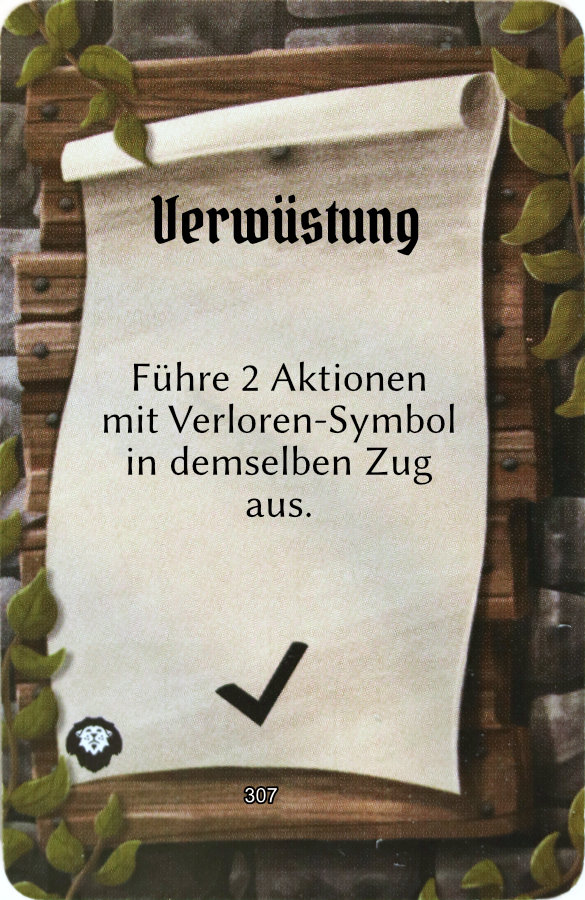 Verwüstung
Führe 2 Aktionen
mit Verloren-Symbol
in demselben Zug
aus.
307